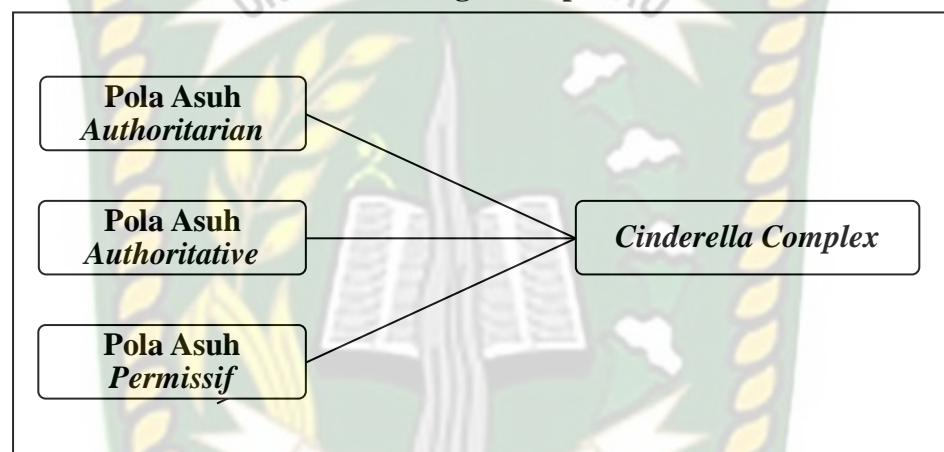 Pola Asuh
Authoritarian
Pola Asuh
Authoritative
Cinderella Complex
Pola Asuh
Permissif